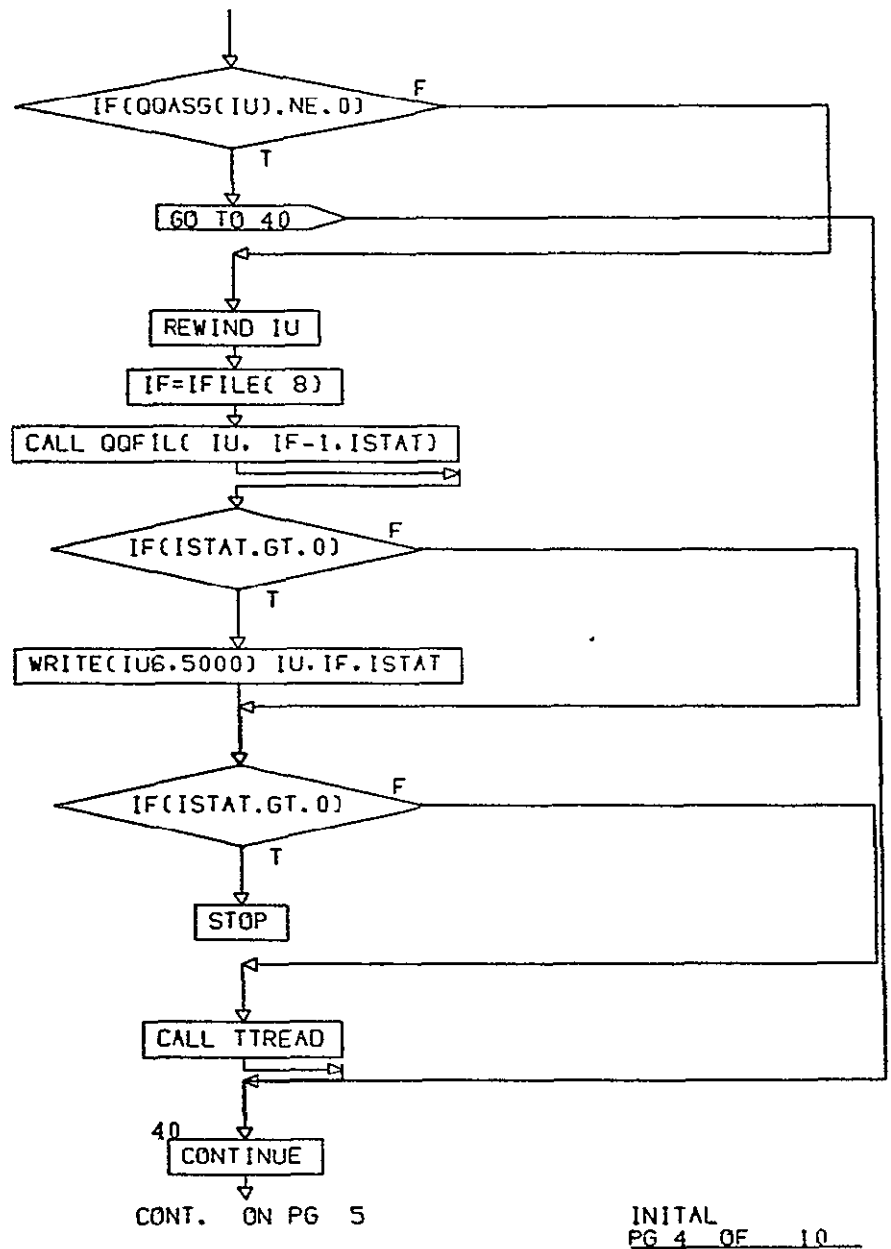 IF(QQASG(IU).NE.0)
F
T
GO TO 40
REWIND IU
IF=IFILE( 8)
CALL QQFIL( IU. IF-1.ISTAT)
IF(ISTAT.GT.0)
F
T
WRITE(IU6.5000) IU.IF.ISTAT
IF(ISTAT.GT.0)
F
T
STOP
CALL TTREAD
40
CONTINUE
CONT. ON PG 5
INITAL
PG 4 OF 10